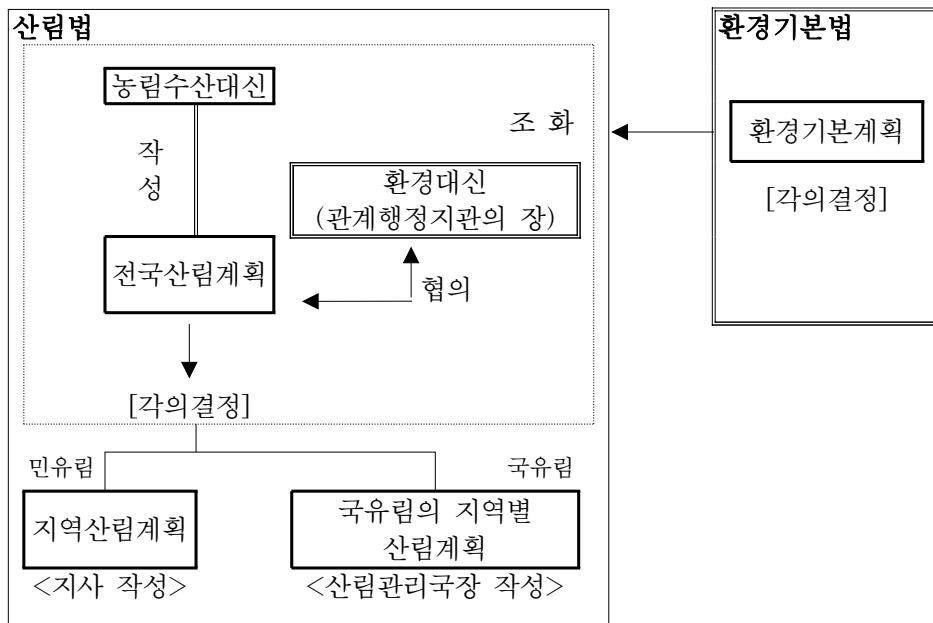 산림법
농림수산대신
작
성
조 화
환경대신
(관계행정지관의 장)
전국산림계획
협의
[각의결정]
민유림
국유림
지역산림계획
<지사 작성>
국유림의 지역별
산림계획
<산림관리국장 작성>
환경기본법
환경기본계획
[각의결정]